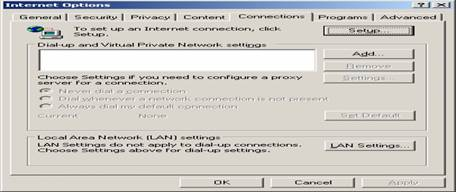 Internet Options
General Security Privacy Content Connections Programs Advanced
To set up an Internet connection, click
Setup.
Setup...
Dial-up and Virtual Private Network settings
Add...
Remove
Choose Settings if you need to configure a proxy
server for a connection.
Settings...
Never dial a connection
Dial whenever a network connection is not present
Always dial my default connection
Current None
Set Default
Local Area Network (LAN) settings
LAN Settings do not apply to dial-up connections.
Choose Settings above for dial-up settings.
LAN Settings...
OK Cancel Apply